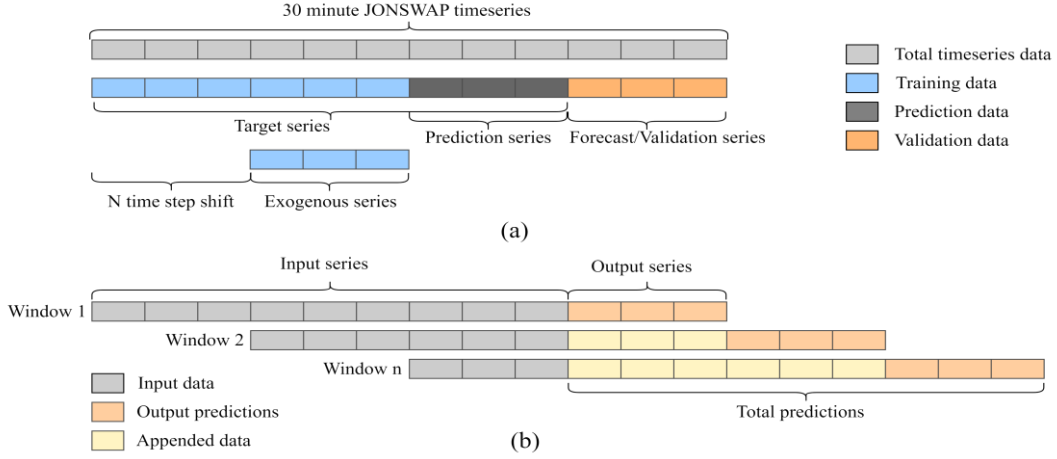 30 minute JONSWAP timeseries
Total timeseries data
Training data
Prediction data
Validation data
Target series
Prediction series
Forecast/Validation series
N time step shift
Exogenous series
(a)
Input series
Output series
Window 1
Window 2
Window n
Input data
Output predictions
Appended data
Total predictions
(b)